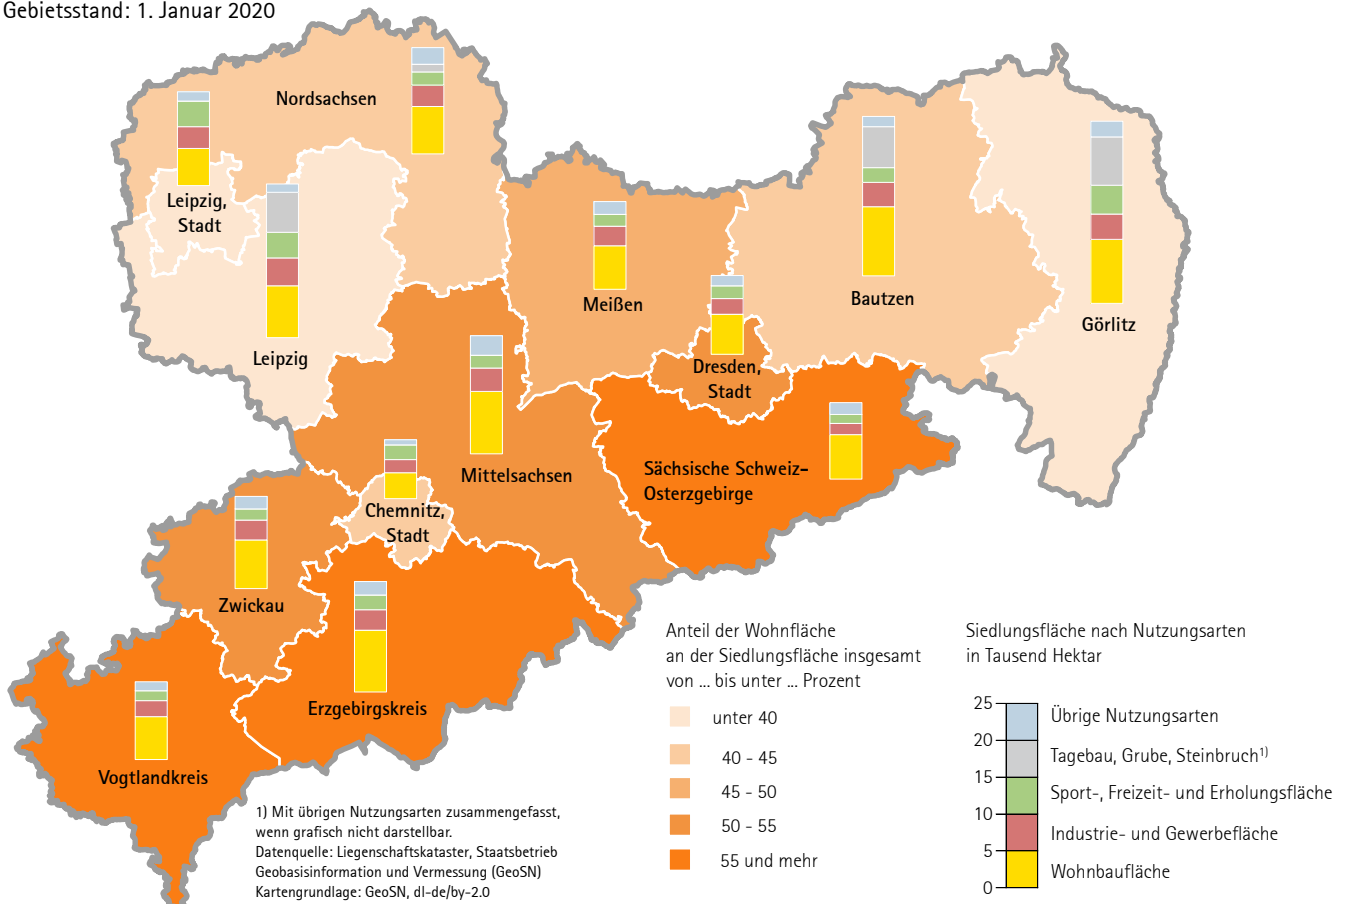 Gebietsstand: 1. Januar 2020
Nordsachsen
Leipzig,
Stadt
Leipzig
Meißen
Bautzen
Görlitz
Dresden,
Stadt
Mittelsachsen
Sächsische Schweiz-
Osterzgebirge
Chemnitz,
Stadt
Zwickau
Erzgebirgskreis
Vogtlandkreis
Anteil der Wohnfläche
an der Siedlungsfläche insgesamt
von ... bis unter ... Prozent
unter 40
40 - 45
45 - 50
50 - 55
55 und mehr
Siedlungsfläche nach Nutzungsarten
in Tausend Hektar
25
Übrige Nutzungsarten
20
Tagebau, Grube, Steinbruch¹⁾
15
Sport-, Freizeit- und Erholungsfläche
10
Industrie- und Gewerbefläche
5
Wohnbaufläche
0
1) Mit übrigen Nutzungsarten zusammengefasst,
wenn grafisch nicht darstellbar.
Datenquelle: Liegenschaftskataster, Staatsbetrieb
Geobasisinformation und Vermessung (GeoSN)
Kartengrundlage: GeoSN, dl-de/by-2.0